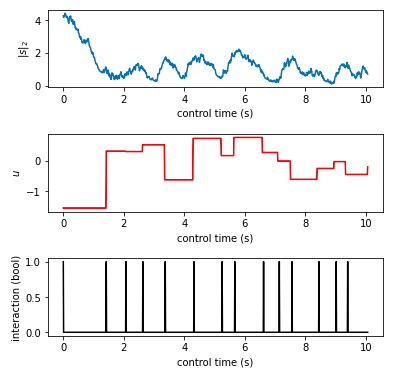 4
2
0
|s|₂
0 2 4 6 8 10
control time (s)
0
−1
u
0 2 4 6 8 10
control time (s)
1.0
0.5
0.0
interaction (bool)
0 2 4 6 8 10
control time (s)